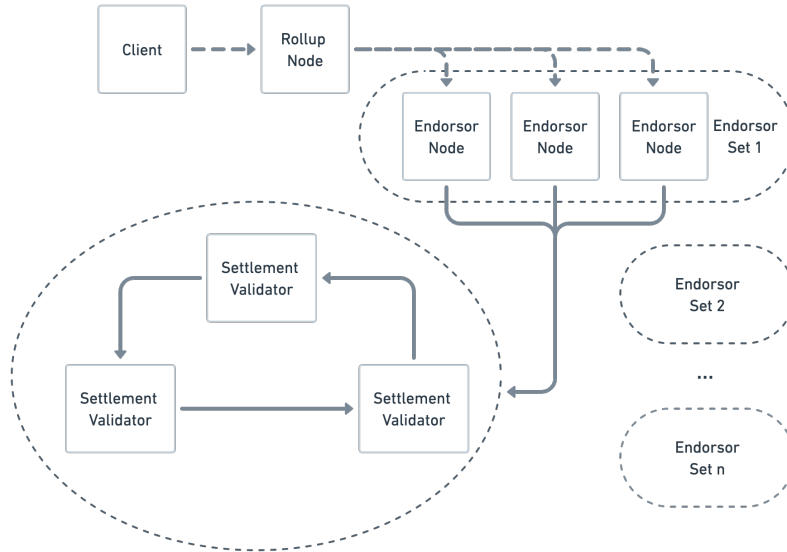 Client
Rollup
Node
Endorsor
Node
Endorsor
Node
Endorsor
Node
Endorsor
Set 1
Settlement
Validator
Settlement
Validator
Settlement
Validator
Endorsor
Set 2
...
Endorsor
Set n